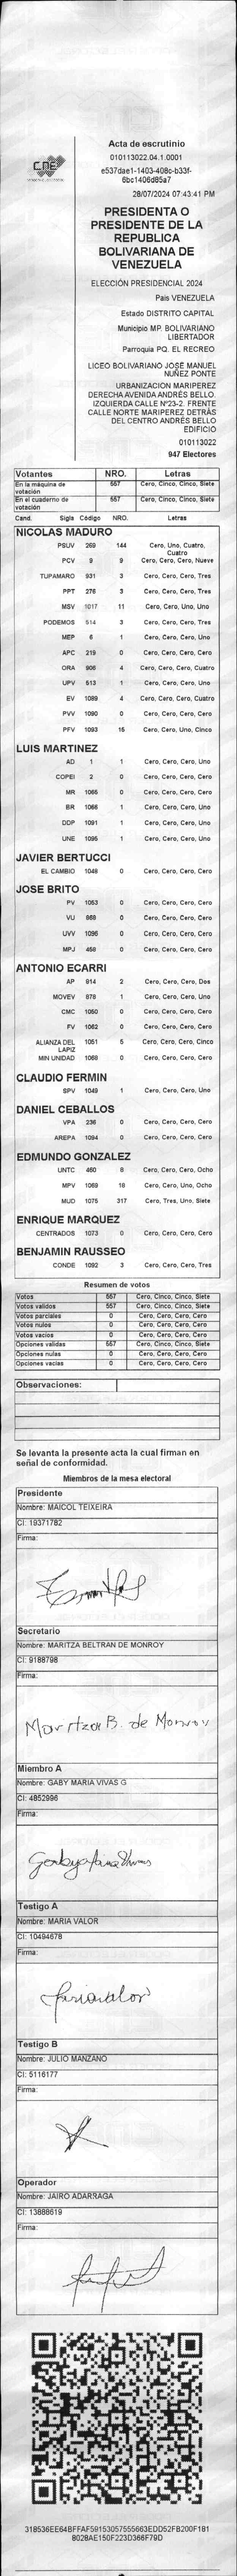 CNE
Acta de escrutinio
010113022.04.1.0001
e537dae1-1403-408c-b33f-
6bc1406d85a7
28/07/2024 07:43:41 PM
PRESIDENTA O
PRESIDENTE DE LA
REPUBLICA
BOLIVARIANA DE
VENEZUELA
ELECCIÓN PRESIDENCIAL 2024
Pais VENEZUELA
Estado DISTRITO CAPITAL
Municipio MP. BOLIVARIANO
LIBERTADOR
Parroquia PQ. EL RECREO
LICEO BOLIVARIANO JOSÉ MANUEL
NUÑEZ PONTE
URBANIZACION MARIPEREZ
DERECHA AVENIDA ANDRÉS BELLO.
IZQUIERDA CALLE Nº23-2. FRENTE
CALLE NORTE MARIPEREZ DETRÁS
DEL CENTRO ANDRÉS BELLO
EDIFICIO
010113022
947 Electores
Votantes NRO. Letras
En la máquina de votación 557 Cero, Cinco, Cinco, Siete
En el cuaderno de votación 557 Cero, Cinco, Cinco, Siete
Cand. Sigla Código NRO. Letras
NICOLAS MADURO
PSUV 269 144 Cero, Uno, Cuatro, Cuatro
PCV 9 9 Cero, Cero, Cero, Nueve
TUPAMARO 931 3 Cero, Cero, Cero, Tres
PPT 276 3 Cero, Cero, Cero, Tres
MSV 1017 11 Cero, Cero, Uno, Uno
PODEMOS 514 3 Cero, Cero, Cero, Tres
MEP 6 1 Cero, Cero, Cero, Uno
APC 219 0 Cero, Cero, Cero, Cero
ORA 906 4 Cero, Cero, Cero, Cuatro
UPV 513 1 Cero, Cero, Cero, Uno
EV 1089 4 Cero, Cero, Cero, Cuatro
PVV 1090 0 Cero, Cero, Cero, Cero
PFV 1093 15 Cero, Cero, Uno, Cinco
LUIS MARTINEZ
AD 1 1 Cero, Cero, Cero, Uno
COPEI 2 0 Cero, Cero, Cero, Cero
MR 1065 0 Cero, Cero, Cero, Cero
BR 1066 1 Cero, Cero, Cero, Uno
DDP 1091 1 Cero, Cero, Cero, Uno
UNE 1095 1 Cero, Cero, Cero, Uno
JAVIER BERTUCCI
EL CAMBIO 1048 0 Cero, Cero, Cero, Cero
JOSE BRITO
PV 1053 0 Cero, Cero, Cero, Cero
VU 968 0 Cero, Cero, Cero, Cero
UVV 1096 0 Cero, Cero, Cero, Cero
MPJ 458 0 Cero, Cero, Cero, Cero
ANTONIO ECARRI
AP 914 2 Cero, Cero, Cero, Dos
MOVEV 878 1 Cero, Cero, Cero, Uno
CMC 1050 0 Cero, Cero, Cero, Cero
FV 1062 0 Cero, Cero, Cero, Cero
ALIANZA DEL LAPIZ 1051 5 Cero, Cero, Cero, Cinco
MIN UNIDAD 1068 0 Cero, Cero, Cero, Cero
CLAUDIO FERMIN
SPV 1049 1 Cero, Cero, Cero, Uno
DANIEL CEBALLOS
VPA 236 0 Cero, Cero, Cero, Cero
AREPA 1094 0 Cero, Cero, Cero, Cero
EDMUNDO GONZALEZ
UNTC 460 8 Cero, Cero, Cero, Ocho
MPV 1069 18 Cero, Cero, Uno, Ocho
MUD 1075 317 Cero, Tres, Uno, Siete
ENRIQUE MARQUEZ
CENTRADOS 1073 0 Cero, Cero, Cero, Cero
BENJAMIN RAUSSEO
CONDE 1092 3 Cero, Cero, Cero, Tres
Resumen de votos
Votos 557 Cero, Cinco, Cinco, Siete
Votos validos 557 Cero, Cinco, Cinco, Siete
Votos parciales 0 Cero, Cero, Cero, Cero
Votos nulos 0 Cero, Cero, Cero, Cero
Votos vacios 0 Cero, Cero, Cero, Cero
Opciones validas 557 Cero, Cinco, Cinco, Siete
Opciones nulas 0 Cero, Cero, Cero, Cero
Opciones vacias 0 Cero, Cero, Cero, Cero
Observaciones:
Se levanta la presente acta la cual firman en
señal de conformidad.
Miembros de la mesa electoral
Presidente
Nombre: MAICOL TEIXEIRA
CI: 19371782
Firma:
Secretario
Nombre: MARITZA BELTRAN DE MONROY
CI: 9188798
Firma:
Maritza B. de Monroy
Miembro A
Nombre: GABY MARIA VIVAS G
CI: 4852996
Firma:
Testigo A
Nombre: MARIA VALOR
CI: 10494678
Firma:
Testigo B
Nombre: JULIO MANZANO
CI: 5116177
Firma:
Operador
Nombre: JAIRO ADARRAGA
CI: 13888619
Firma:
318536EE64BFFAF59153057555663EDD52FB200F181
8028AE150F223D366F79D